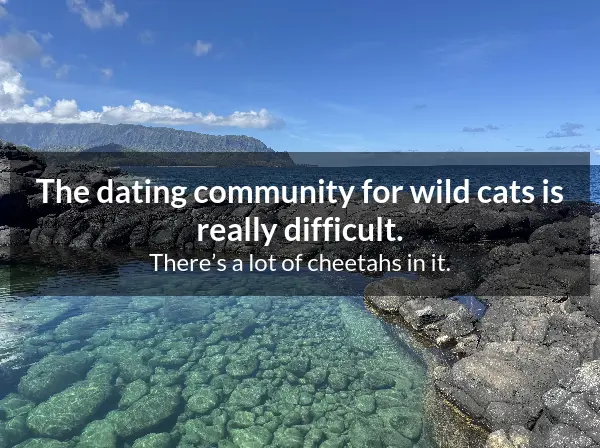 The dating community for wild cats is
really difficult.
There’s a lot of cheetahs in it.